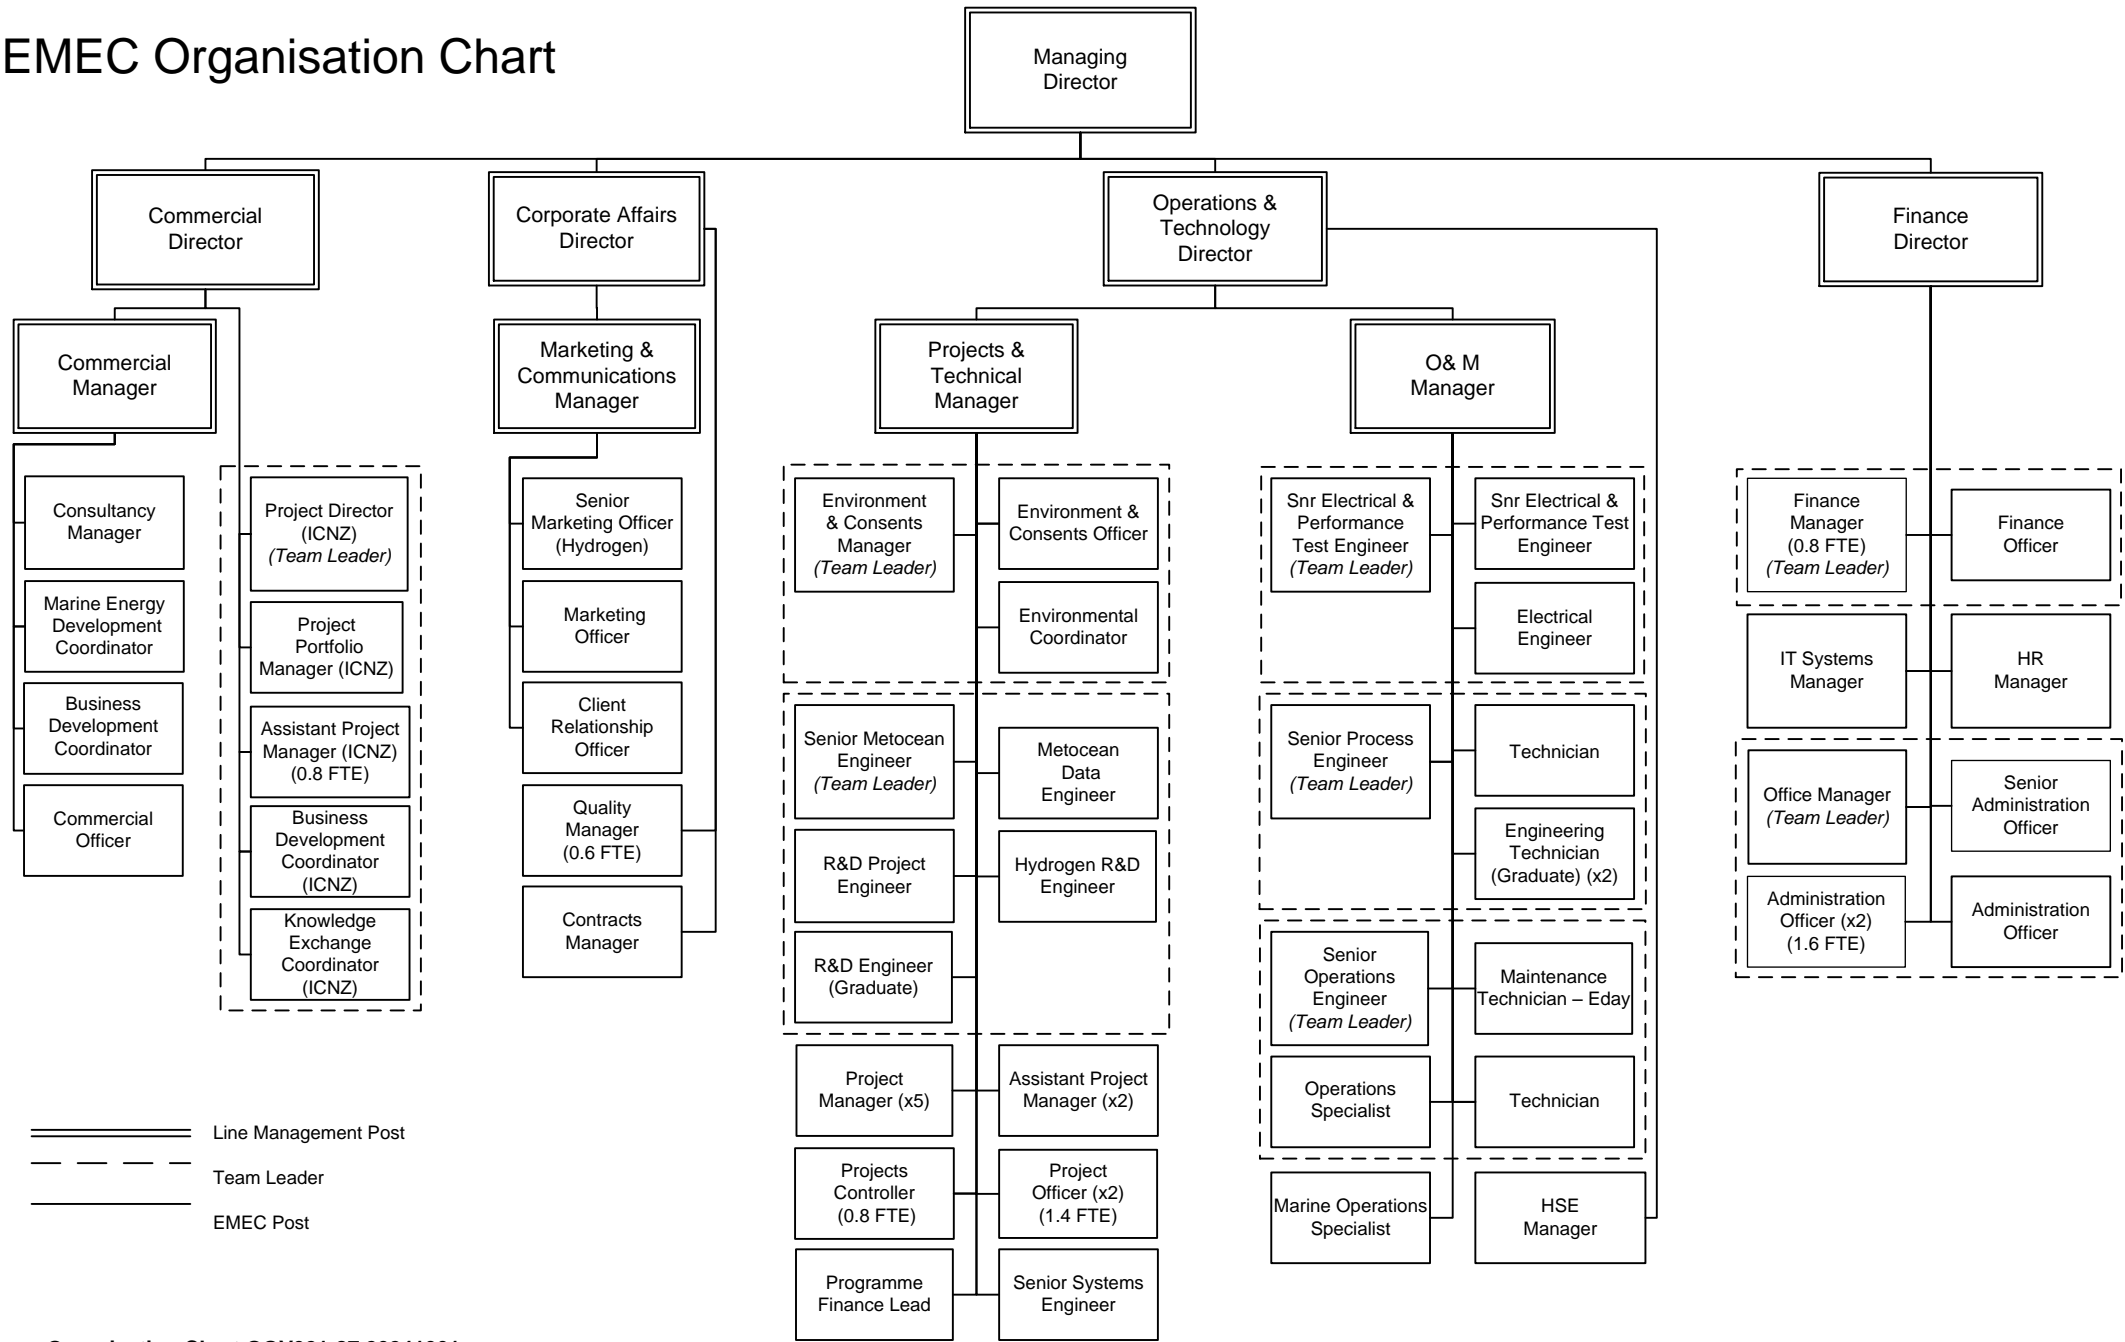 EMEC Organisation Chart
Managing
Director
Commercial
Director
Corporate Affairs
Director
Operations &
Technology
Director
Finance
Director
Commercial
Manager
Marketing &
Communications
Manager
Projects &
Technical
Manager
O& M
Manager
Consultancy
Manager
Marine Energy
Development
Coordinator
Business
Development
Coordinator
Commercial
Officer
Project Director
(ICNZ)
(Team Leader)
Project
Portfolio
Manager (ICNZ)
Assistant Project
Manager (ICNZ)
(0.8 FTE)
Business
Development
Coordinator
(ICNZ)
Knowledge
Exchange
Coordinator
(ICNZ)
Senior
Marketing Officer
(Hydrogen)
Marketing
Officer
Client
Relationship
Officer
Quality
Manager
(0.6 FTE)
Contracts
Manager
Environment
& Consents
Manager
(Team Leader)
Environment &
Consents Officer
Environmental
Coordinator
Senior Metocean
Engineer
(Team Leader)
Metocean
Data
Engineer
R&D Project
Engineer
Hydrogen R&D
Engineer
R&D Engineer
(Graduate)
Project
Manager (x5)
Assistant Project
Manager (x2)
Projects
Controller
(0.8 FTE)
Project
Officer (x2)
(1.4 FTE)
Programme
Finance Lead
Senior Systems
Engineer
Snr Electrical &
Performance
Test Engineer
(Team Leader)
Snr Electrical &
Performance Test
Engineer
Electrical
Engineer
Senior Process
Engineer
(Team Leader)
Technician
Engineering
Technician
(Graduate) (x2)
Senior
Operations
Engineer
(Team Leader)
Maintenance
Technician – Eday
Operations
Specialist
Technician
Marine Operations
Specialist
HSE
Manager
Finance
Manager
(0.8 FTE)
(Team Leader)
Finance
Officer
IT Systems
Manager
HR
Manager
Office Manager
(Team Leader)
Senior
Administration
Officer
Administration
Officer (x2)
(1.6 FTE)
Administration
Officer
Line Management Post
Team Leader
EMEC Post